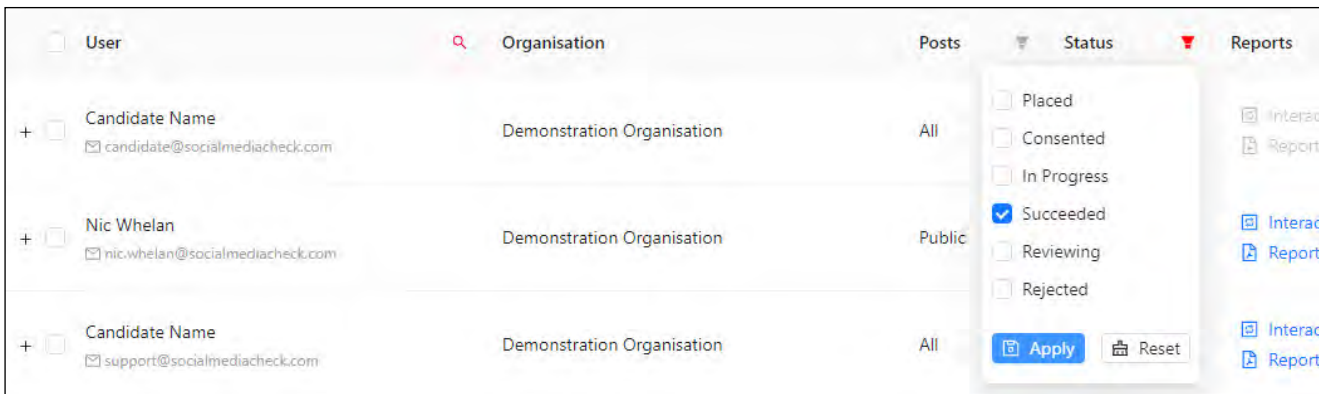 User Organisation Posts Status Reports
Candidate Name
candidate@socialmediacheck.com
Demonstration Organisation
All
Interac
Report
Nic Whelan
nic.whelan@socialmediacheck.com
Demonstration Organisation
Public
Interac
Report
Candidate Name
support@socialmediacheck.com
Demonstration Organisation
All
Interac
Report
Placed
Consented
In Progress
Succeeded
Reviewing
Rejected
Apply Reset